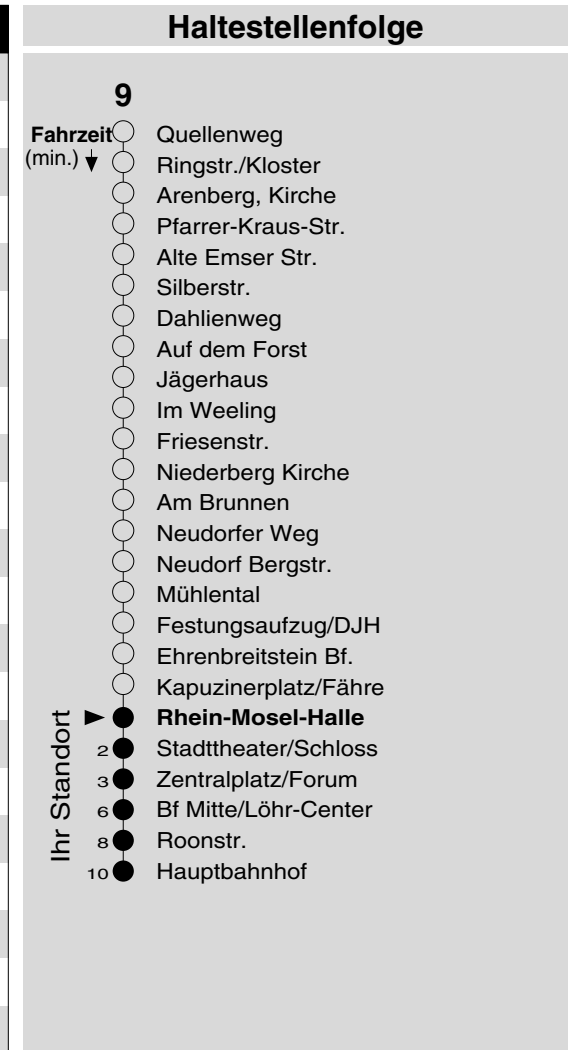 Haltestellenfolge
9
Fahrzeit
(min.)
Quellenweg
Ringstr./Kloster
Arenberg, Kirche
Pfarrer-Kraus-Str.
Alte Emser Str.
Silberstr.
Dahlienweg
Auf dem Forst
Jägerhaus
Im Weeling
Friesenstr.
Niederberg Kirche
Am Brunnen
Neudorfer Weg
Neudorf Bergstr.
Mühlental
Festungsaufzug/DJH
Ehrenbreitstein Bf.
Kapuzinerplatz/Fähre
Ihr Standort
Rhein-Mosel-Halle
2 Stadttheater/Schloss
3 Zentralplatz/Forum
6 Bf Mitte/Löhr-Center
8 Roonstr.
10 Hauptbahnhof